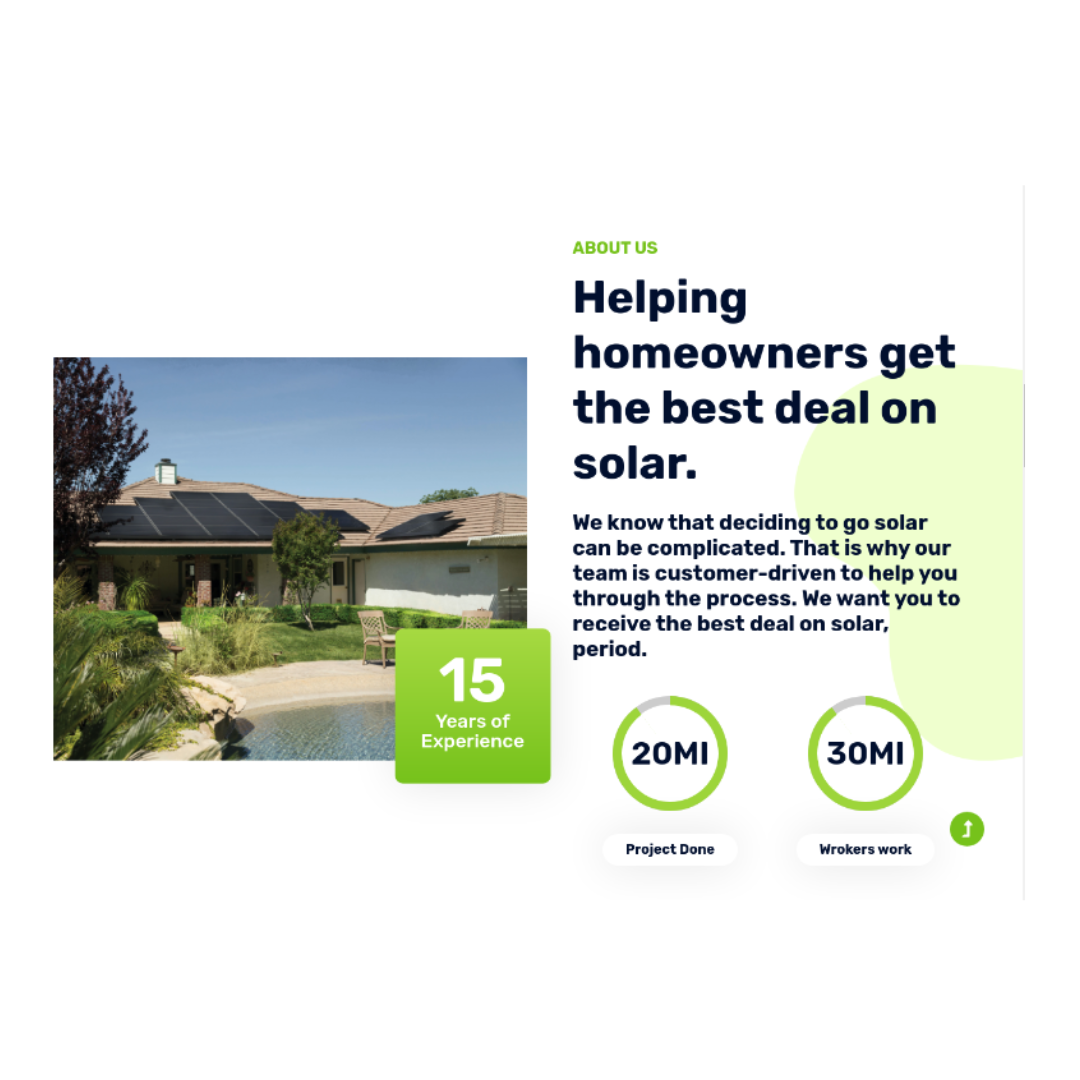 ABOUT US
Helping
homeowners get
the best deal on
solar.
We know that deciding to go solar
can be complicated. That is why our
team is customer-driven to help you
through the process. We want you to
receive the best deal on solar,
period.
15
Years of
Experience
20MI
30MI
Project Done
Wrokers work